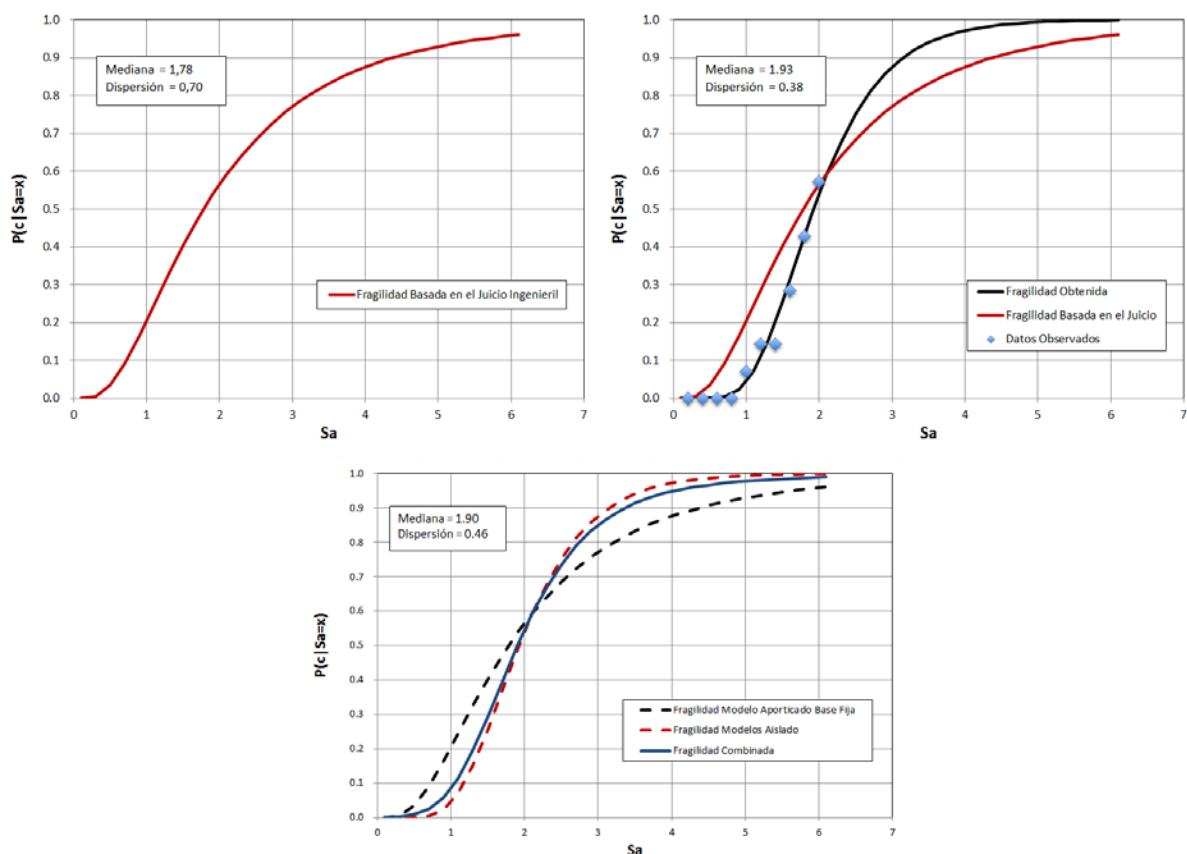 1.0
0.9
0.8
0.7
0.6
0.5
0.4
0.3
0.2
0.1
0.0
P(c|Sa=x)
Mediana = 1,78
Dispersión = 0,70
Fragilidad Basada en el Juicio Ingenieril
0 1 2 3 4 5 6 7
Sa
1.0
0.9
0.8
0.7
0.6
0.5
0.4
0.3
0.2
0.1
0.0
P(c|Sa=x)
Mediana = 1.93
Dispersión = 0.38
Fragilidad Obtenida
Fragilidad Basada en el Juicio
Datos Observados
0 1 2 3 4 5 6 7
Sa
1.0
0.9
0.8
0.7
0.6
0.5
0.4
0.3
0.2
0.1
0.0
P(c|Sa=x)
Mediana = 1.90
Dispersión = 0.46
Fragilidad Modelo Aporticado Base Fija
Fragilidad Modelos Aislado
Fragilidad Combinada
0 1 2 3 4 5 6 7
Sa